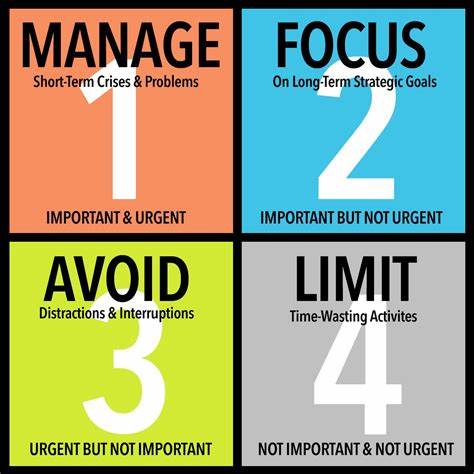 MANAGE
Short-Term Crises & Problems
1
IMPORTANT & URGENT
FOCUS
On Long-Term Strategic Goals
2
IMPORTANT BUT NOT URGENT
AVOID
Distractions & Interruptions
3
URGENT BUT NOT IMPORTANT
LIMIT
Time-Wasting Activites
4
NOT IMPORTANT & NOT URGENT